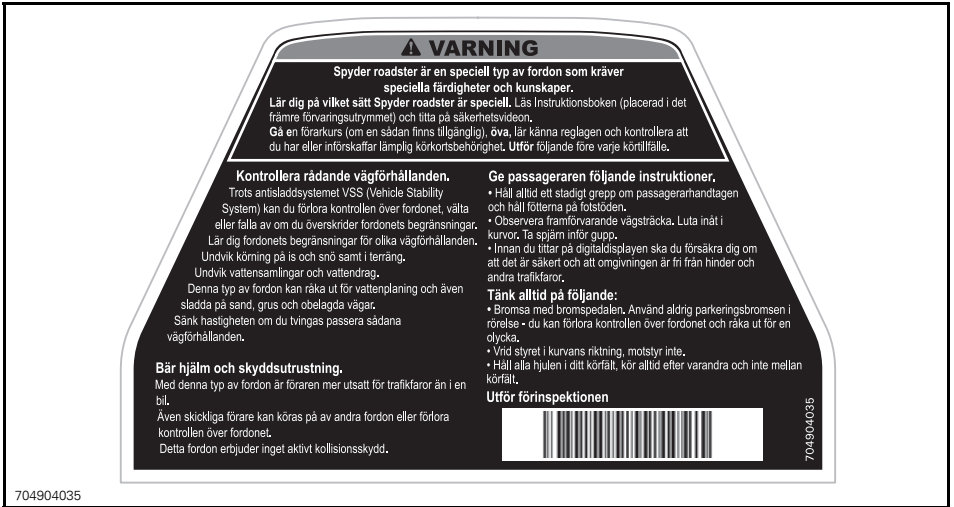 VARNING
Spyder roadster är en speciell typ av fordon som kräver
speciella färdigheter och kunskaper.
Lär dig på vilket sätt Spyder roadster är speciell. Läs Instruktionsboken (placerad i det
främre förvaringsutrymmet) och titta på säkerhetsvideon.
Gå en förarkurs (om en sådan finns tillgänglig), öva, lär känna reglagen och kontrollera att
du har eller införskaffar lämplig körkortsbehörighet. Utför följande före varje körtillfälle.
Kontrollera rådande vägförhållanden.
Trots antisladdsystemet VSS (Vehicle Stability
System) kan du förlora kontrollen över fordonet, välta
eller falla av om du överskrider fordonets begränsningar.
Lär dig fordonets begränsningar för olika vägförhållanden.
Undvik körning på is och snö samt i terräng.
Undvik vattensamlingar och vattendrag.
Denna typ av fordon kan råka ut för vattenplaning och även
sladda på sand, grus och obelagda vägar.
Sänk hastigheten om du tvingas passera sådana
vägförhållanden.
Bär hjälm och skyddsutrustning.
Med denna typ av fordon är föraren mer utsatt för trafikfaror än i en
bil.
Även skickliga förare kan köras på av andra fordon eller förlora
kontrollen över fordonet.
Detta fordon erbjuder inget aktivt kollisionsskydd.
Ge passageraren följande instruktioner.
• Håll alltid ett stadigt grepp om passagerarhandtagen
och håll fötterna på fotstöden.
• Observera framförvarande vägsträcka. Luta inåt i
kurvor. Ta spjärn inför gupp.
• Innan du tittar på digitaldisplayen ska du försäkra dig om
att det är säkert och att omgivningen är fri från hinder och
andra trafikfaror.
Tänk alltid på följande:
• Bromsa med bromspedalen. Använd aldrig parkeringsbromsen i
rörelse - du kan förlora kontrollen över fordonet och råka ut för en
olycka.
• Vrid styret i kurvans riktning, motstyr inte.
• Håll alla hjulen i ditt körfält, kör alltid efter varandra och inte mellan
körfält.
Utför förinspektionen
704904035
704904035